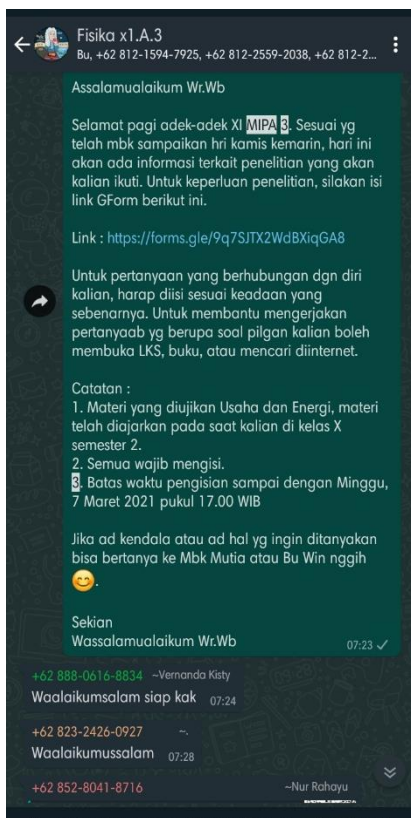 Fisika x1.A.3
Bu, +62 812-1594-7925, +62 812-2559-2038, +62 812-2...
Assalamualaikum Wr.Wb
Selamat pagi adek-adek XI MIPA 3. Sesuai yg
telah mbk sampaikan hri kamis kemarin, hari ini
akan ada informasi terkait penelitian yang akan
kalian ikuti. Untuk keperluan penelitian, silakan isi
link GForm berikut ini.
Link : https://forms.gle/9q7SJTX2WdBXiqGA8
Untuk pertanyaan yang berhubungan dgn diri
kalian, harap diisi sesuai keadaan yang
sebenarnya. Untuk membantu mengerjakan
pertanyaab yg berupa soal pilgan kalian boleh
membuka LKS, buku, atau mencari diinternet.
Catatan :
1. Materi yang diujikan Usaha dan Energi, materi
telah diajarkan pada saat kalian di kelas X
semester 2.
2. Semua wajib mengisi.
3. Batas waktu pengisian sampai dengan Minggu,
7 Maret 2021 pukul 17.00 WIB
Jika ad kendala atau ad hal yg ingin ditanyakan
bisa bertanya ke Mbk Mutia atau Bu Win nggih
😊.
Sekian
Wassalamualaikum Wr.Wb
07:23 ✓
+62 888-0616-8834 ~Vernanda Kisty
Waalaikumsalam siap kak 07:24
+62 823-2426-0927 ~.
Waalaikumussalam 07:28
+62 852-8041-8716 ~Nur Rahayu